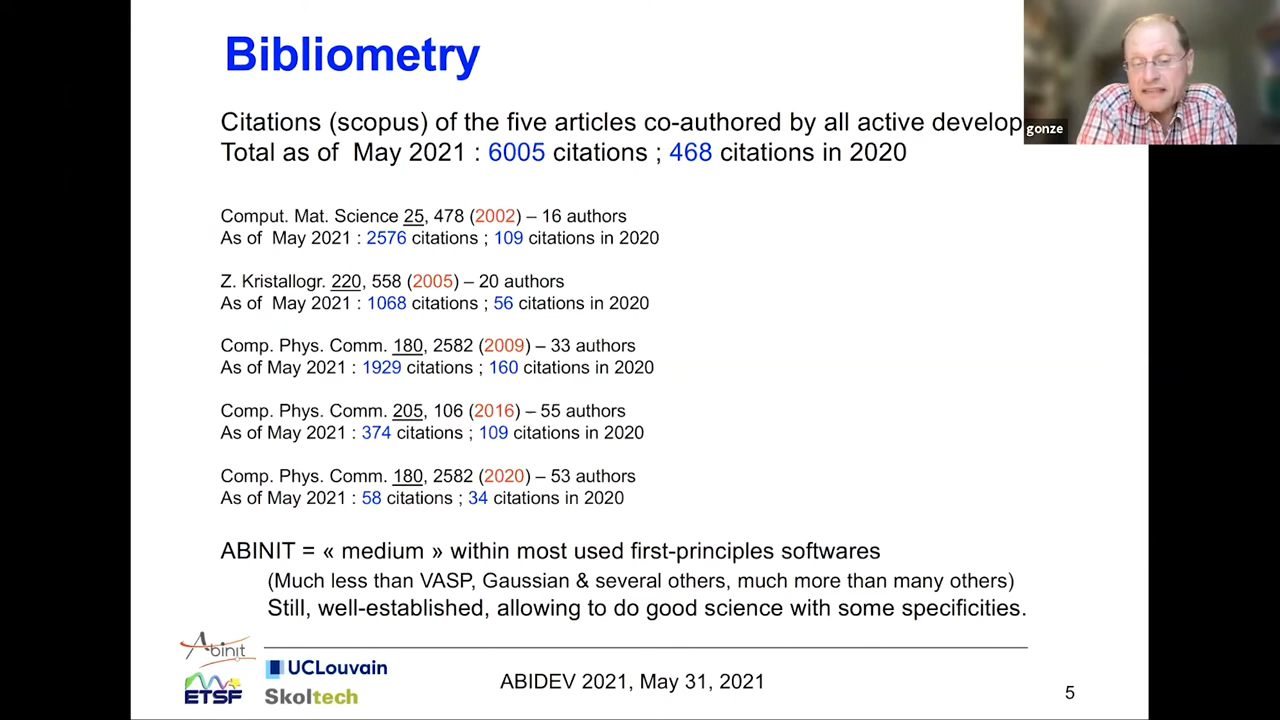 Bibliometry
Citations (scopus) of the five articles co-authored by all active develop
gonze
Total as of May 2021 : 6005 citations ; 468 citations in 2020
Comput. Mat. Science 25, 478 (2002) – 16 authors
As of May 2021 : 2576 citations ; 109 citations in 2020
Z. Kristallogr. 220, 558 (2005) – 20 authors
As of May 2021 : 1068 citations ; 56 citations in 2020
Comp. Phys. Comm. 180, 2582 (2009) – 33 authors
As of May 2021 : 1929 citations ; 160 citations in 2020
Comp. Phys. Comm. 205, 106 (2016) – 55 authors
As of May 2021 : 374 citations ; 109 citations in 2020
Comp. Phys. Comm. 180, 2582 (2020) – 53 authors
As of May 2021 : 58 citations ; 34 citations in 2020
ABINIT = « medium » within most used first-principles softwares
(Much less than VASP, Gaussian & several others, much more than many others)
Still, well-established, allowing to do good science with some specificities.
Abinit
UCLouvain
ETSF
Skoltech
ABIDEV 2021, May 31, 2021
5